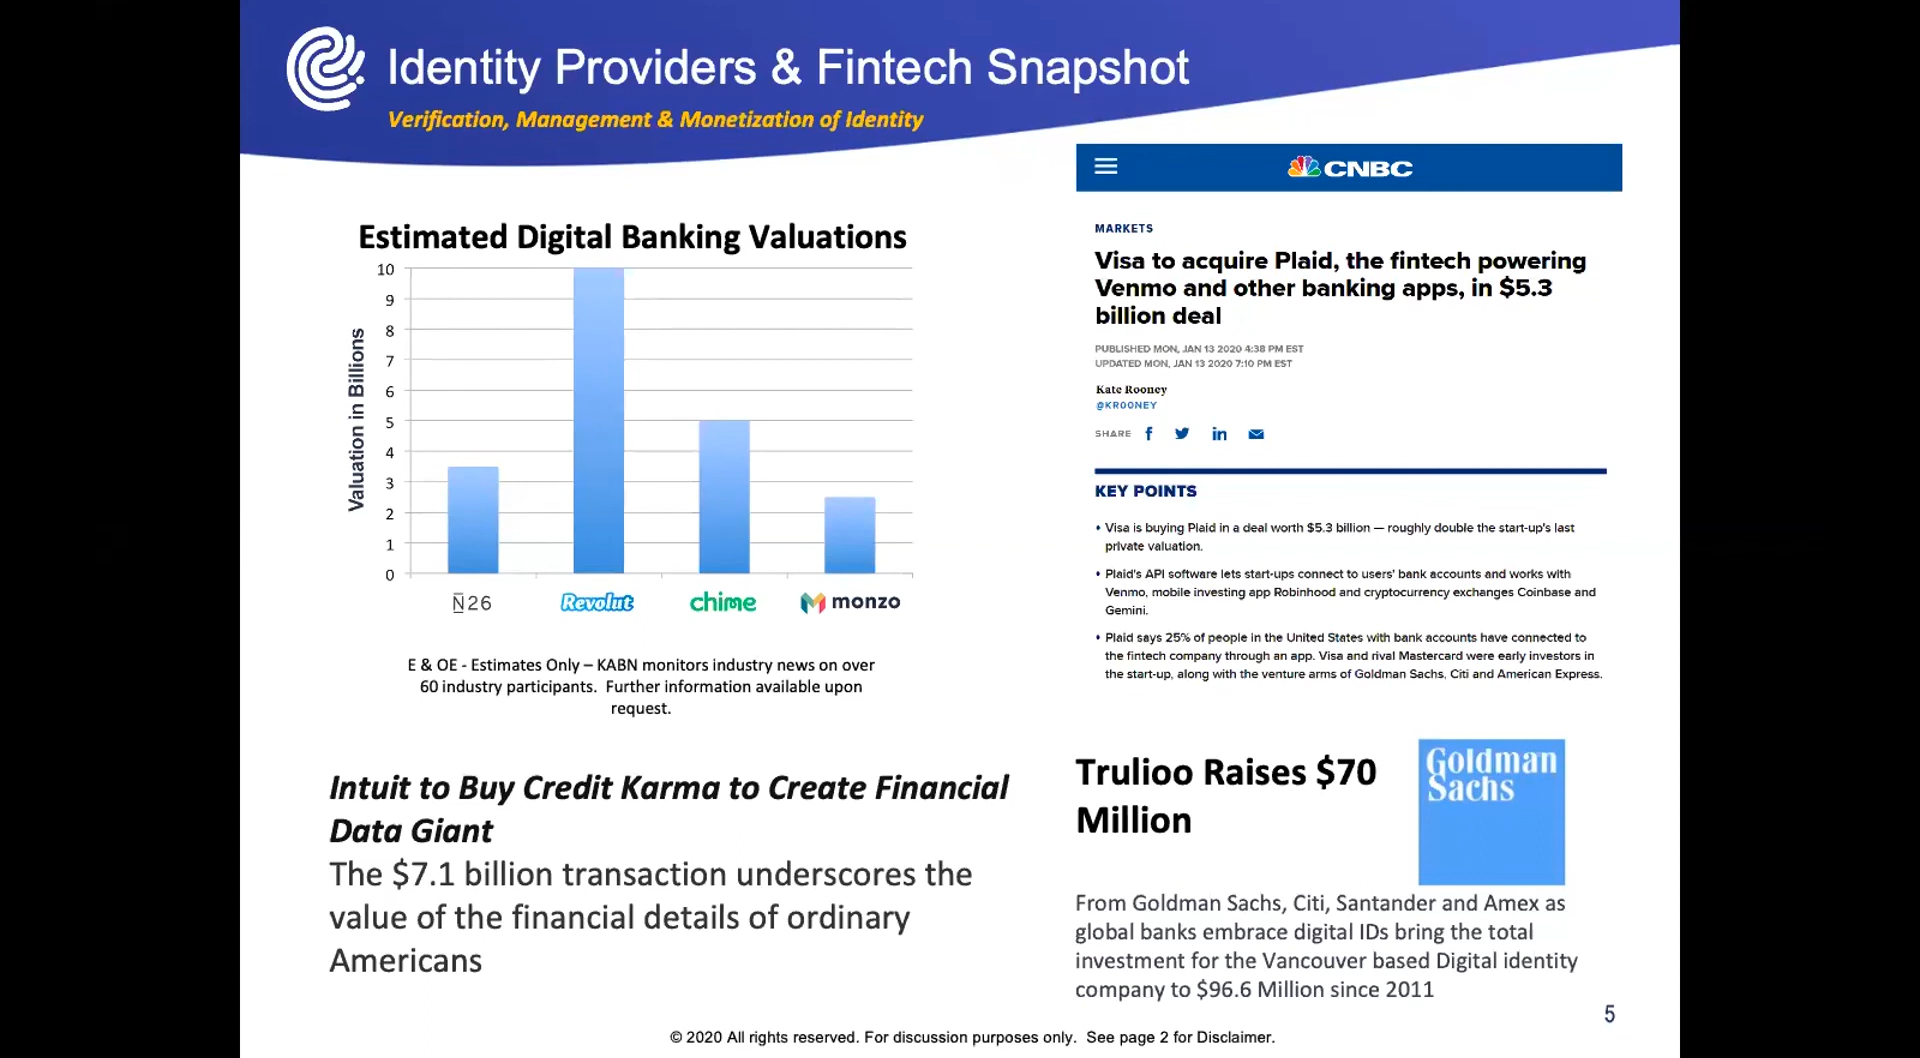 Identity Providers & Fintech Snapshot
Verification, Management & Monetization of Identity
Estimated Digital Banking Valuations
Valuation in Billions
10
9
8
7
6
5
4
3
2
1
0
N26
Revolut
chime
monzo
E & OE - Estimates Only – KABN monitors industry news on over
60 industry participants. Further information available upon
request.
CNBC
MARKETS
Visa to acquire Plaid, the fintech powering
Venmo and other banking apps, in $5.3
billion deal
PUBLISHED MON, JAN 13 2020 4:38 PM EST
UPDATED MON, JAN 13 2020 7:10 PM EST
Kate Rooney
@KROONEY
SHARE
KEY POINTS
• Visa is buying Plaid in a deal worth $5.3 billion — roughly double the start-up's last
private valuation.
• Plaid's API software lets start-ups connect to users' bank accounts and works with
Venmo, mobile investing app Robinhood and cryptocurrency exchanges Coinbase and
Gemini.
• Plaid says 25% of people in the United States with bank accounts have connected to
the fintech company through an app. Visa and rival Mastercard were early investors in
the start-up, along with the venture arms of Goldman Sachs, Citi and American Express.
Intuit to Buy Credit Karma to Create Financial
Data Giant
The $7.1 billion transaction underscores the
value of the financial details of ordinary
Americans
Trulioo Raises $70
Million
Goldman
Sachs
From Goldman Sachs, Citi, Santander and Amex as
global banks embrace digital IDs bring the total
investment for the Vancouver based Digital identity
company to $96.6 Million since 2011
5
© 2020 All rights reserved. For discussion purposes only. See page 2 for Disclaimer.